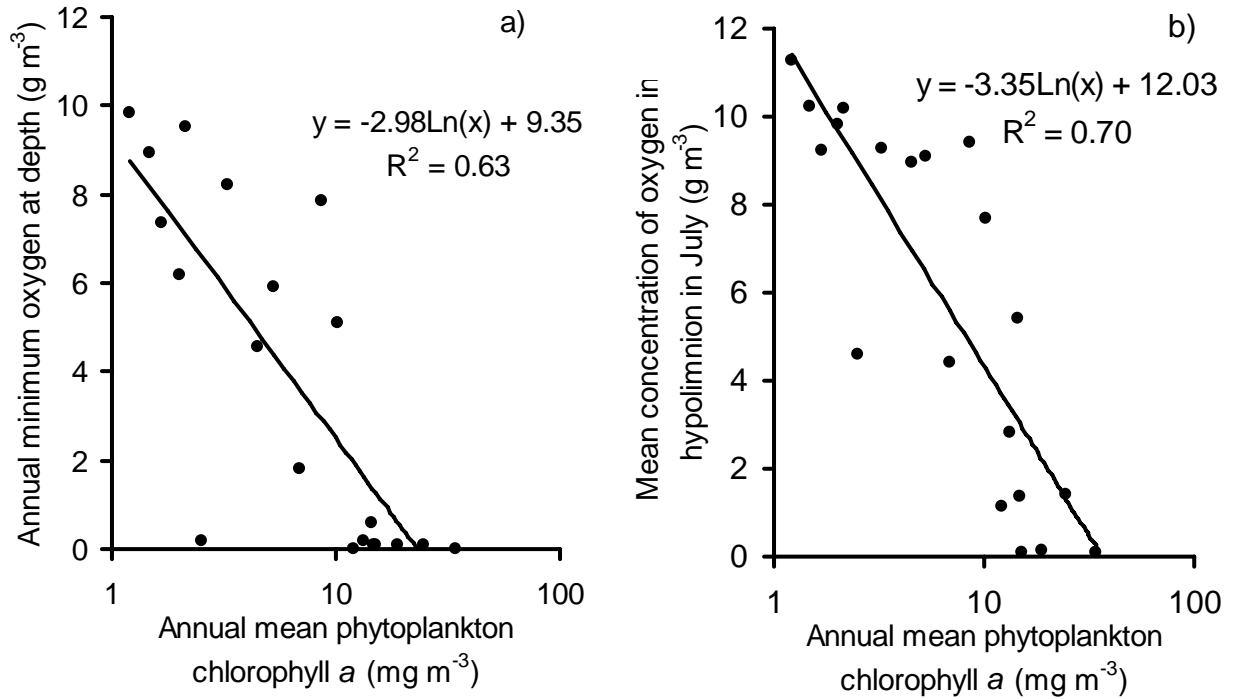 a)
Annual minimum oxygen at depth (g m-3)
12
10
8
6
4
2
0
y = -2.98Ln(x) + 9.35
R2 = 0.63
1
10
100
Annual mean phytoplankton
chlorophyll a (mg m-3)
b)
Mean concentration of oxygen in
hypolimnion in July (g m-3)
12
10
8
6
4
2
0
y = -3.35Ln(x) + 12.03
R2 = 0.70
1
10
100
Annual mean phytoplankton
chlorophyll a (mg m-3)